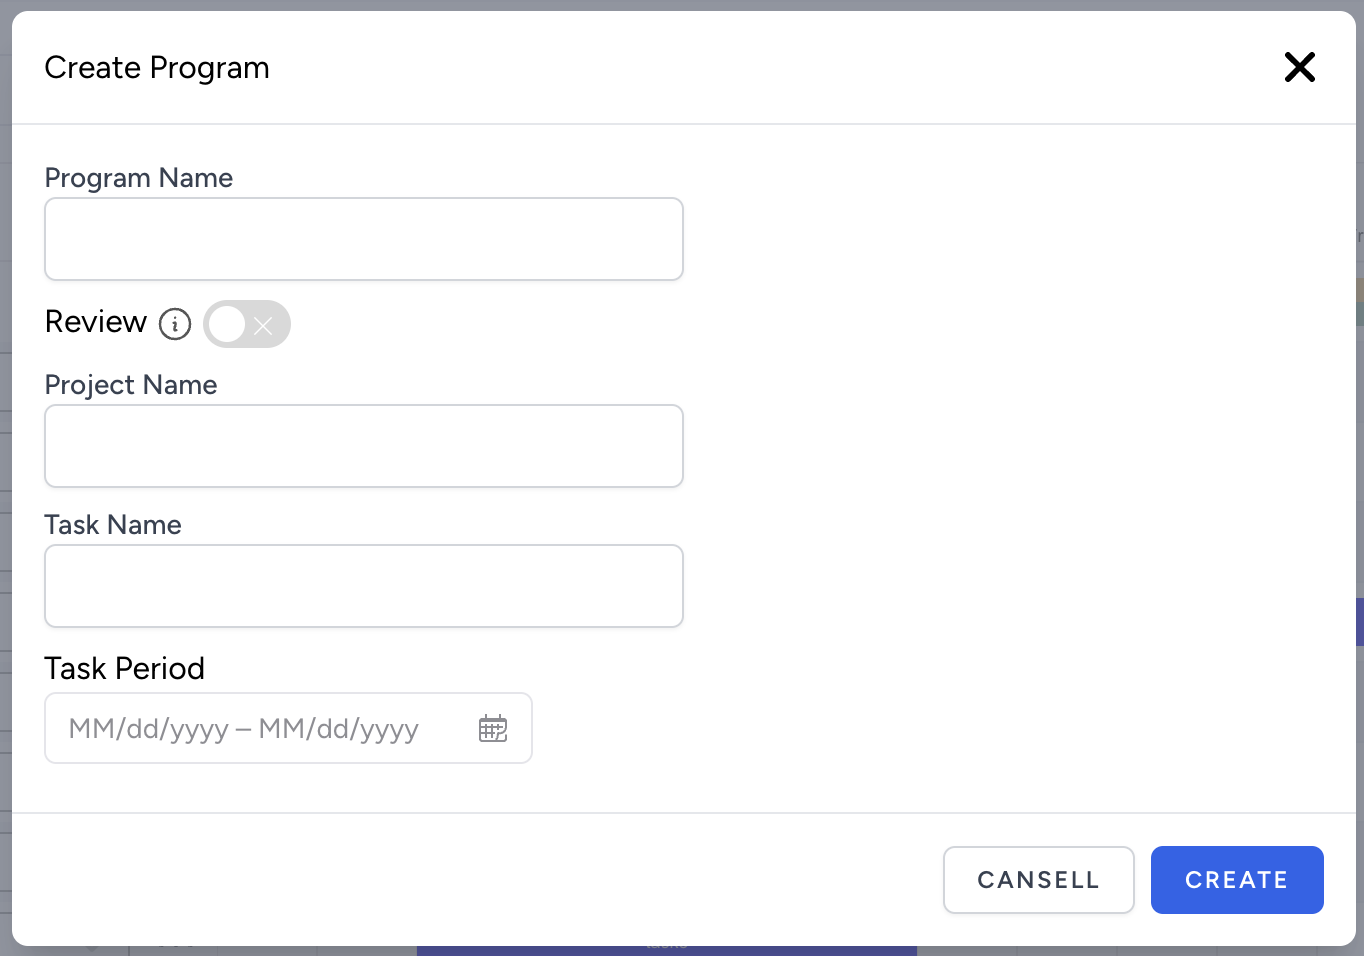 Create Program
Program Name
Review
Project Name
Task Name
Task Period
MM/dd/yyyy – MM/dd/yyyy
CANSELL
CREATE